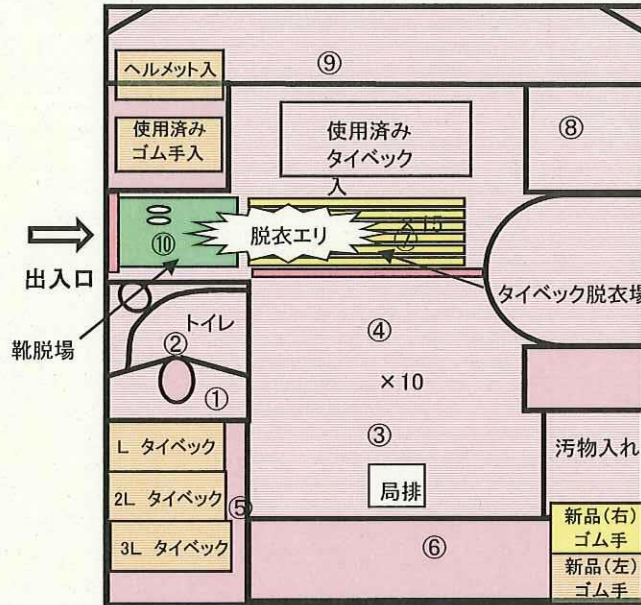 ⑨
ヘルメット入
使用済み
ゴム手入
使用済み
タイベック
入
⑧
⑩
脱衣エリ
⑦
×15
出入口
タイベック脱衣場
靴脱場
トイレ
②
①
④
×10
③
局排
汚物入れ
L タイベック
2L タイベック
3L タイベック
⑤
⑥
新品(右)
ゴム手
新品(左)
ゴム手